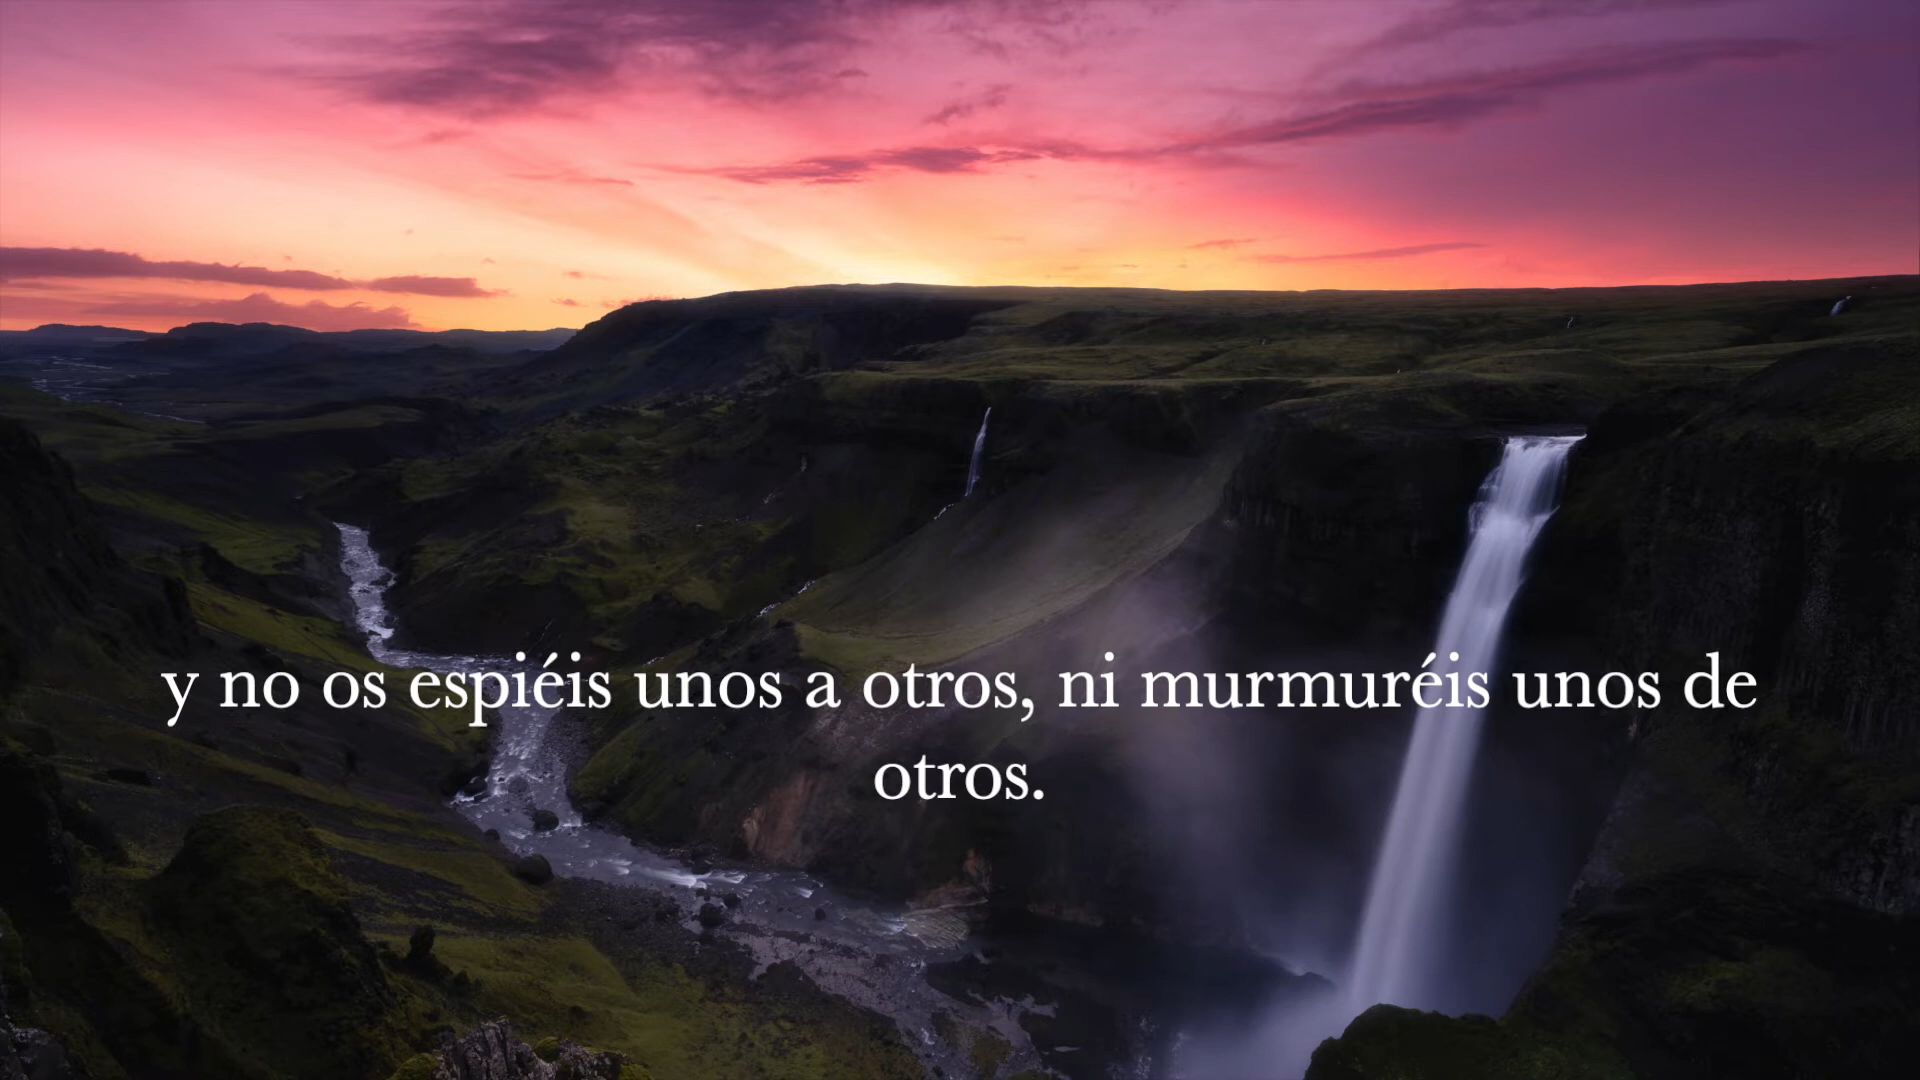 y no os espiéis unos a otros, ni murmuréis unos de
otros.